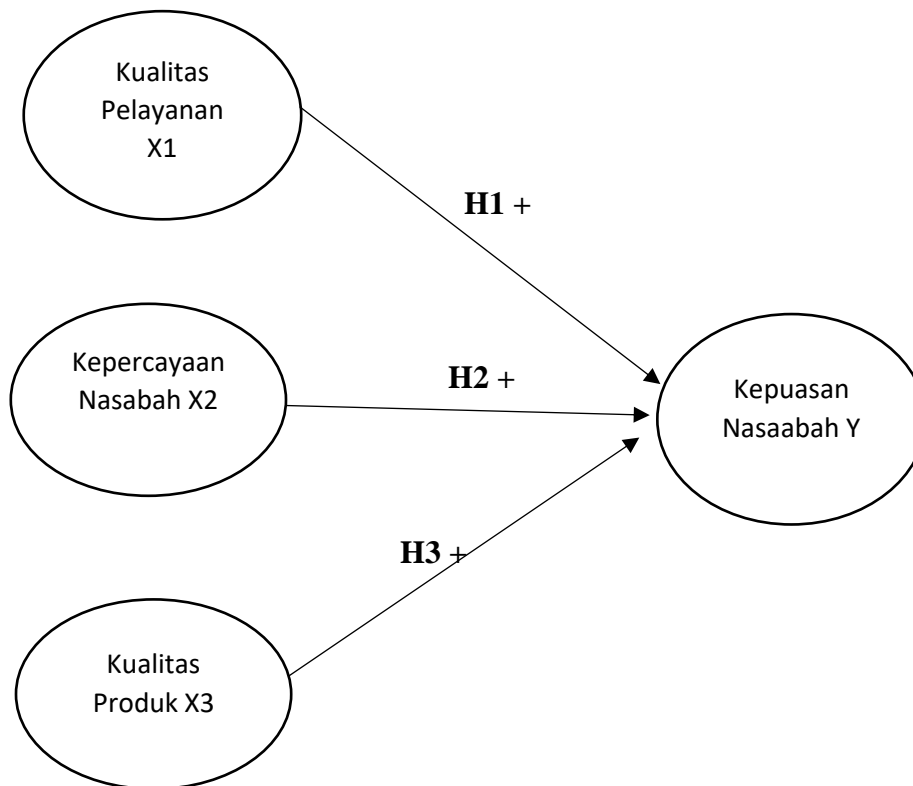 Kualitas
Pelayanan
X1
H1 +
Kepercayaan
Nasabah X2
H2 +
Kepuasan
Nasaabah Y
H3 +
Kualitas
Produk X3